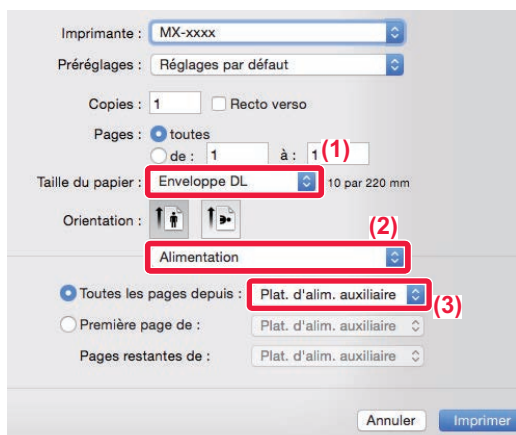 Imprimante : MX-xxxx
Préréglages : Réglages par défaut
Copies : 1 Recto verso
Pages : toutes
de : 1 à : 1 (1)
Taille du papier : Enveloppe DL 10 par 220 mm
Orientation :
(2)
Alimentation
Toutes les pages depuis : Plat. d'alim. auxiliaire (3)
Première page de : Plat. d'alim. auxiliaire
Pages restantes de : Plat. d'alim. auxiliaire
Annuler Imprimer